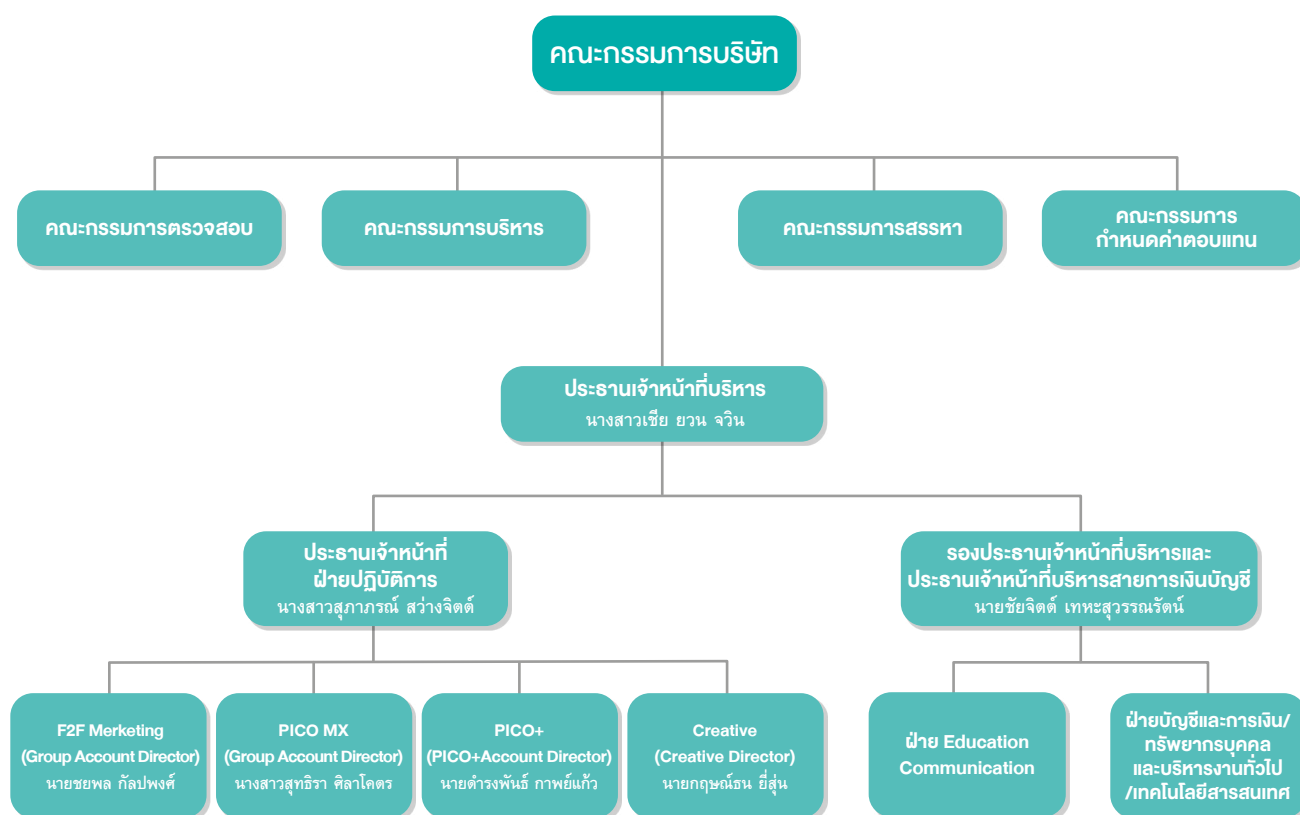 คณะกรรมการบริษัท
คณะกรรมการตรวจสอบ
คณะกรรมการบริหาร
คณะกรรมการสรรหา
คณะกรรมการ
กำหนดค่าตอบแทน
ประธานเจ้าหน้าที่บริหาร
นางสาวเชีย ยวน จวิน
ประธานเจ้าหน้าที่
ฝ่ายปฏิบัติการ
นางสาวสุภาภรณ์ สว่างจิตต์
รองประธานเจ้าหน้าที่บริหารและ
ประธานเจ้าหน้าที่บริหารสายการเงินบัญชี
นายชัยจิตต์ เทหะสุวรรณรัตน์
F2F Merketing
(Group Account Director)
นายชยพล กัลปพงศ์
PICO MX
(Group Account Director)
นางสาวสุทธิรา ศิลาโคตร
PICO+
(PICO+Account Director)
นายดำรงพันธ์ กาพย์แก้ว
Creative
(Creative Director)
นายกฤษณ์ธน ยี่สุ่น
ฝ่าย Education
Communication
ฝ่ายบัญชีและการเงิน/
ทรัพยากรบุคคล
และบริหารงานทั่วไป
/เทคโนโลยีสารสนเทศ